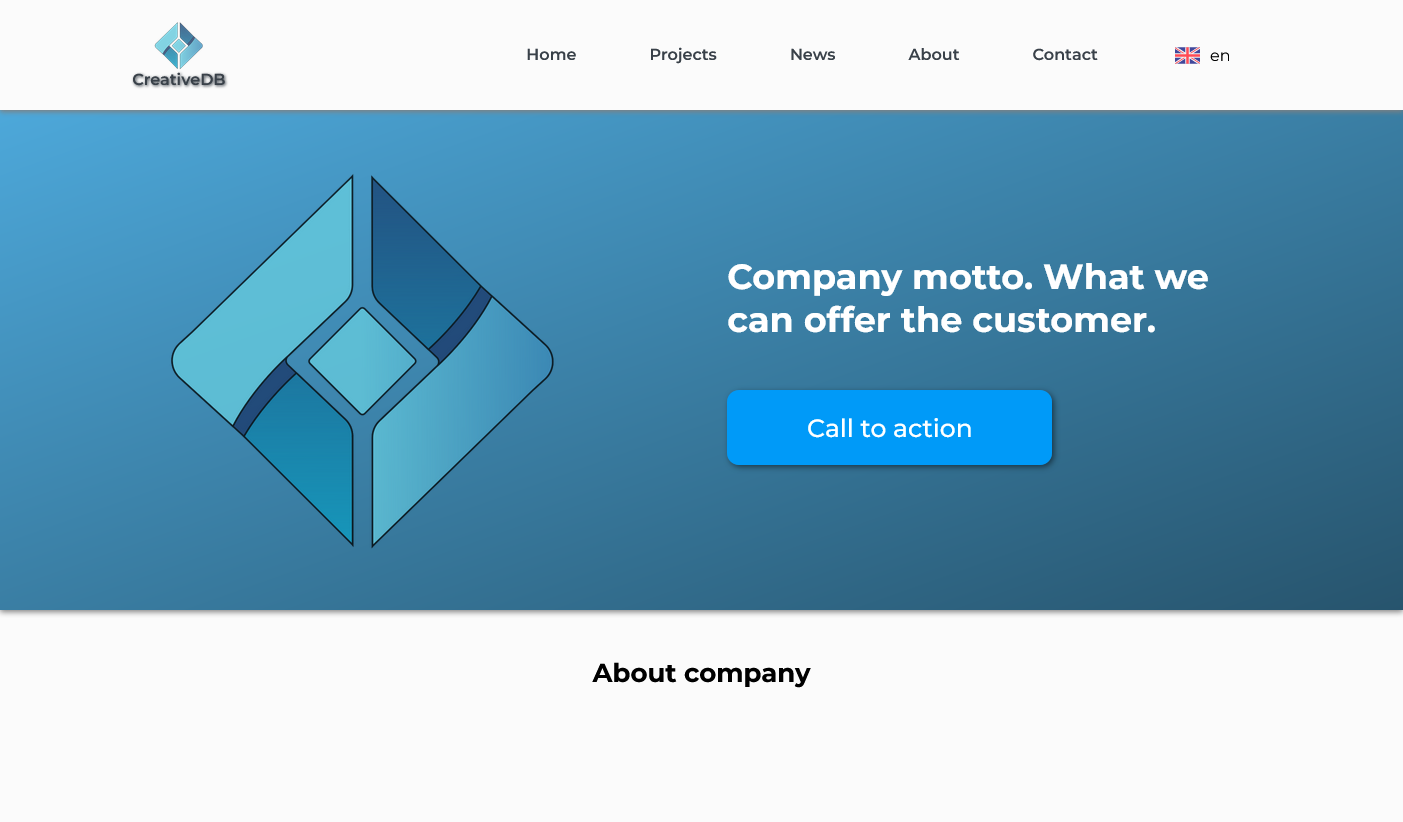 CreativeDB
Home
Projects
News
About
Contact
en
Company motto. What we
can offer the customer.
Call to action
About company